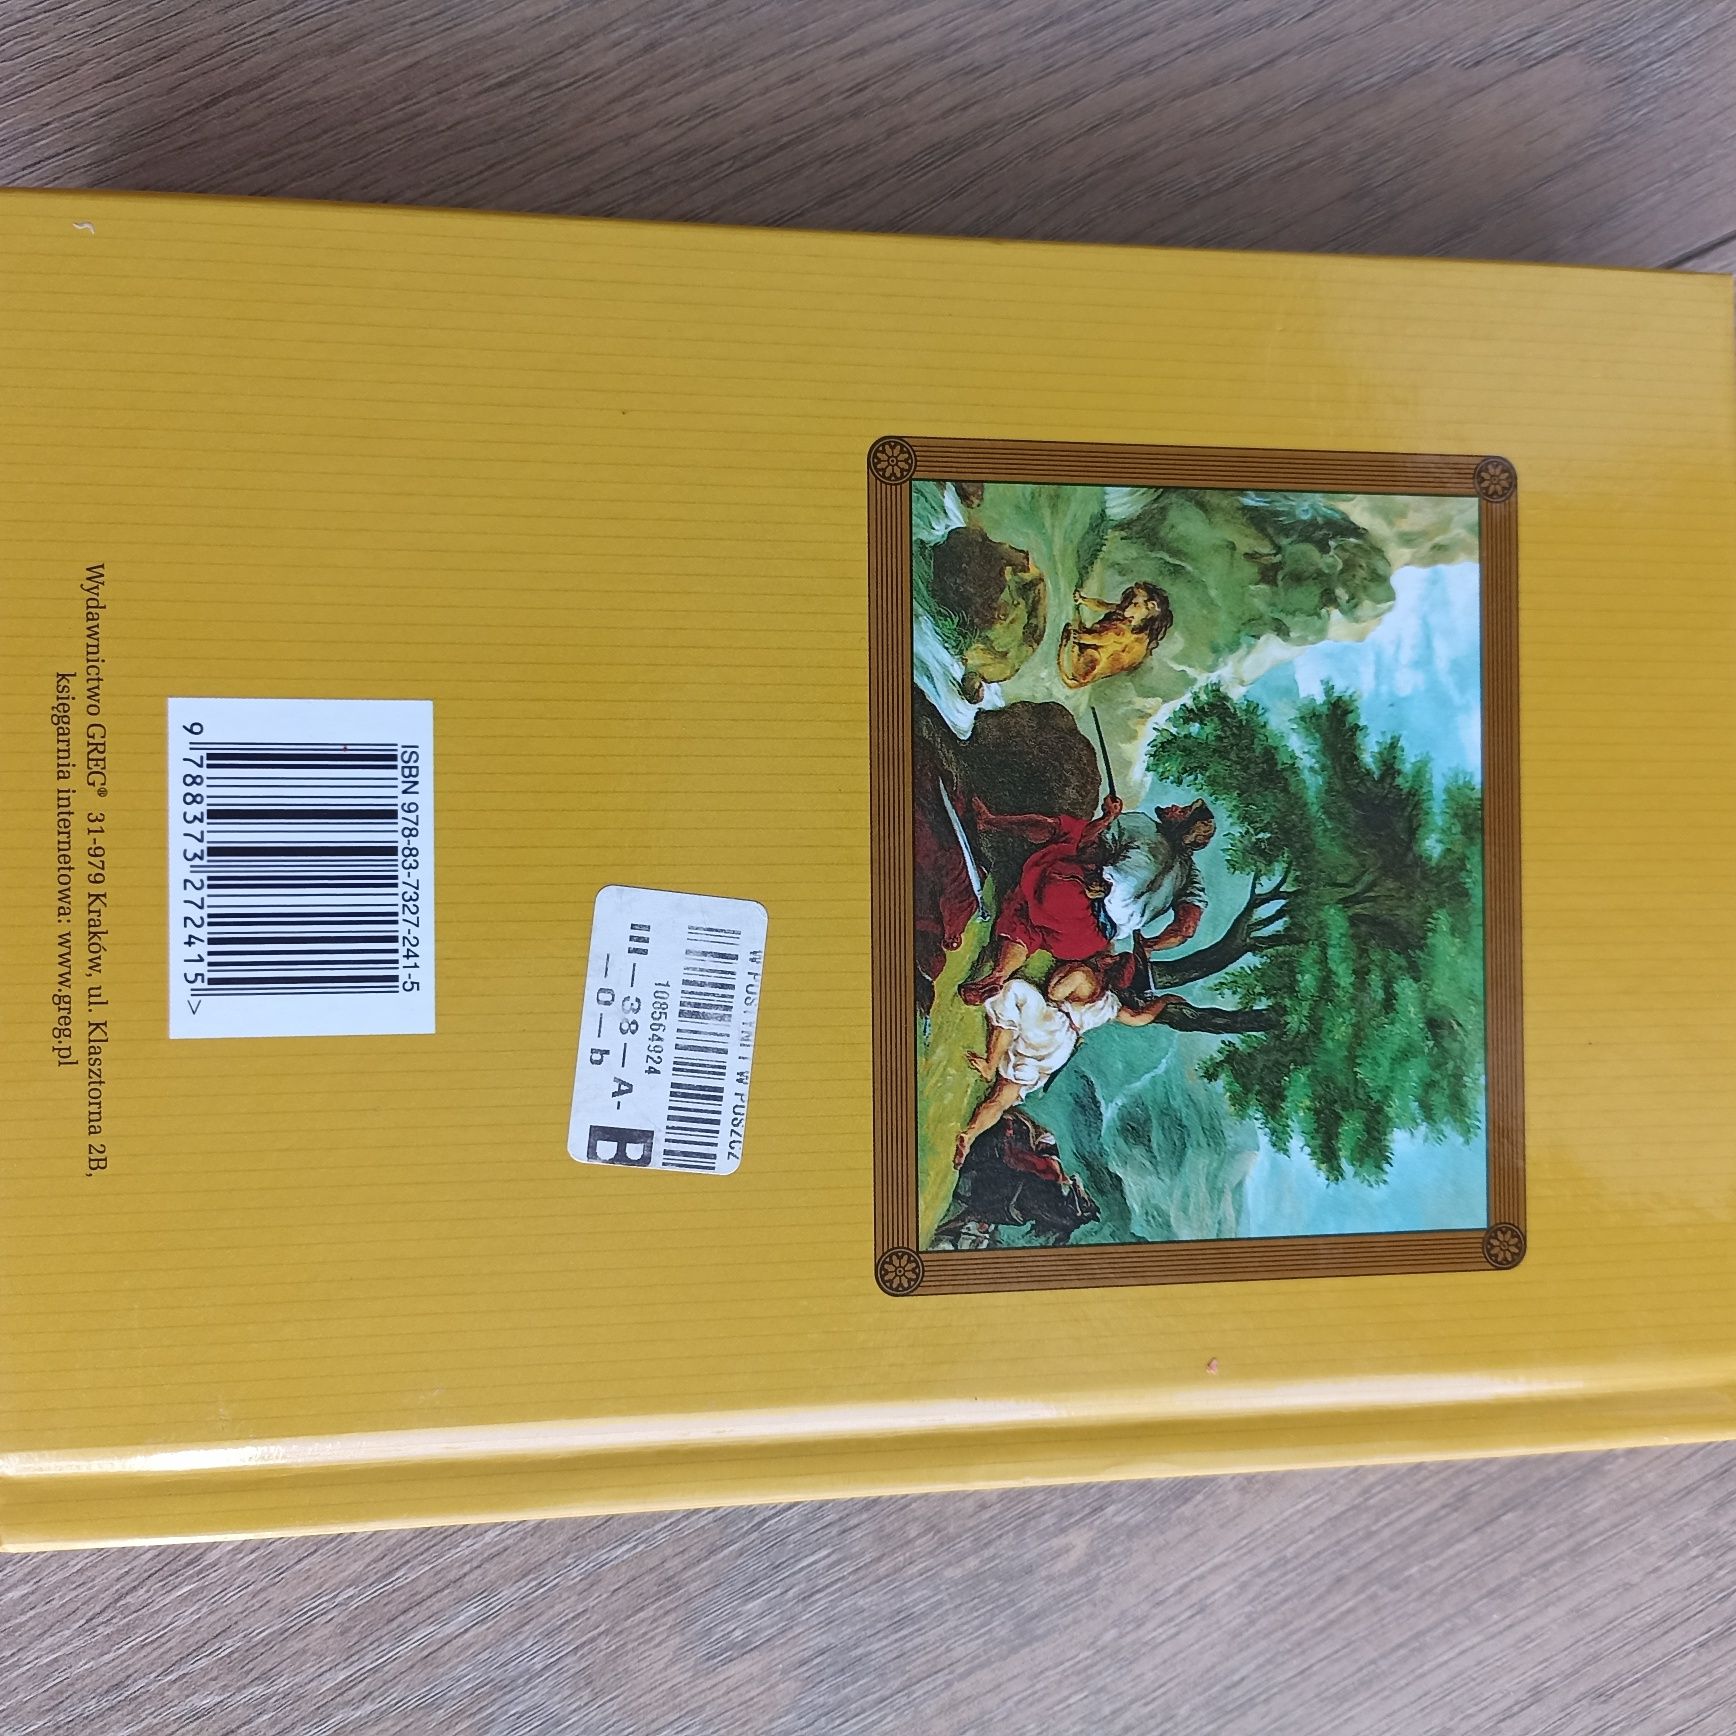 W PUSTYNI I W PUSZCZ
108564924
III-38-A-B
-0-b
ISBN 978-83-7327-241-5
9 788373 272415 >
Wydawnictwo GREG® 31-979 Kraków, ul. Klasztorna 2B,
księgarnia internetowa: www.greg.pl